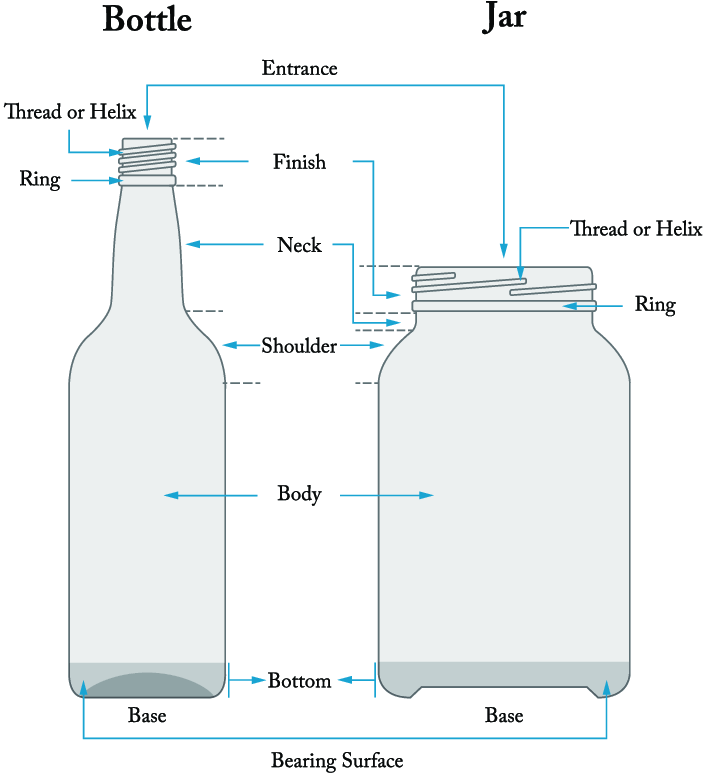 Bottle
Jar
Entrance
Thread or Helix
Finish
Ring
Thread or Helix
Neck
Ring
Shoulder
Body
Bottom
Base
Base
Bearing Surface